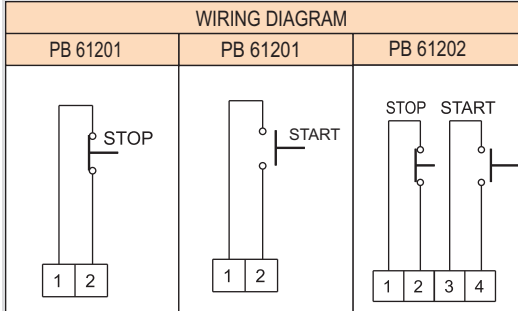 WIRING DIAGRAM
PB 61201 PB 61201 PB 61202
STOP
START
STOP START
1 2
1 2
1 2 3 4